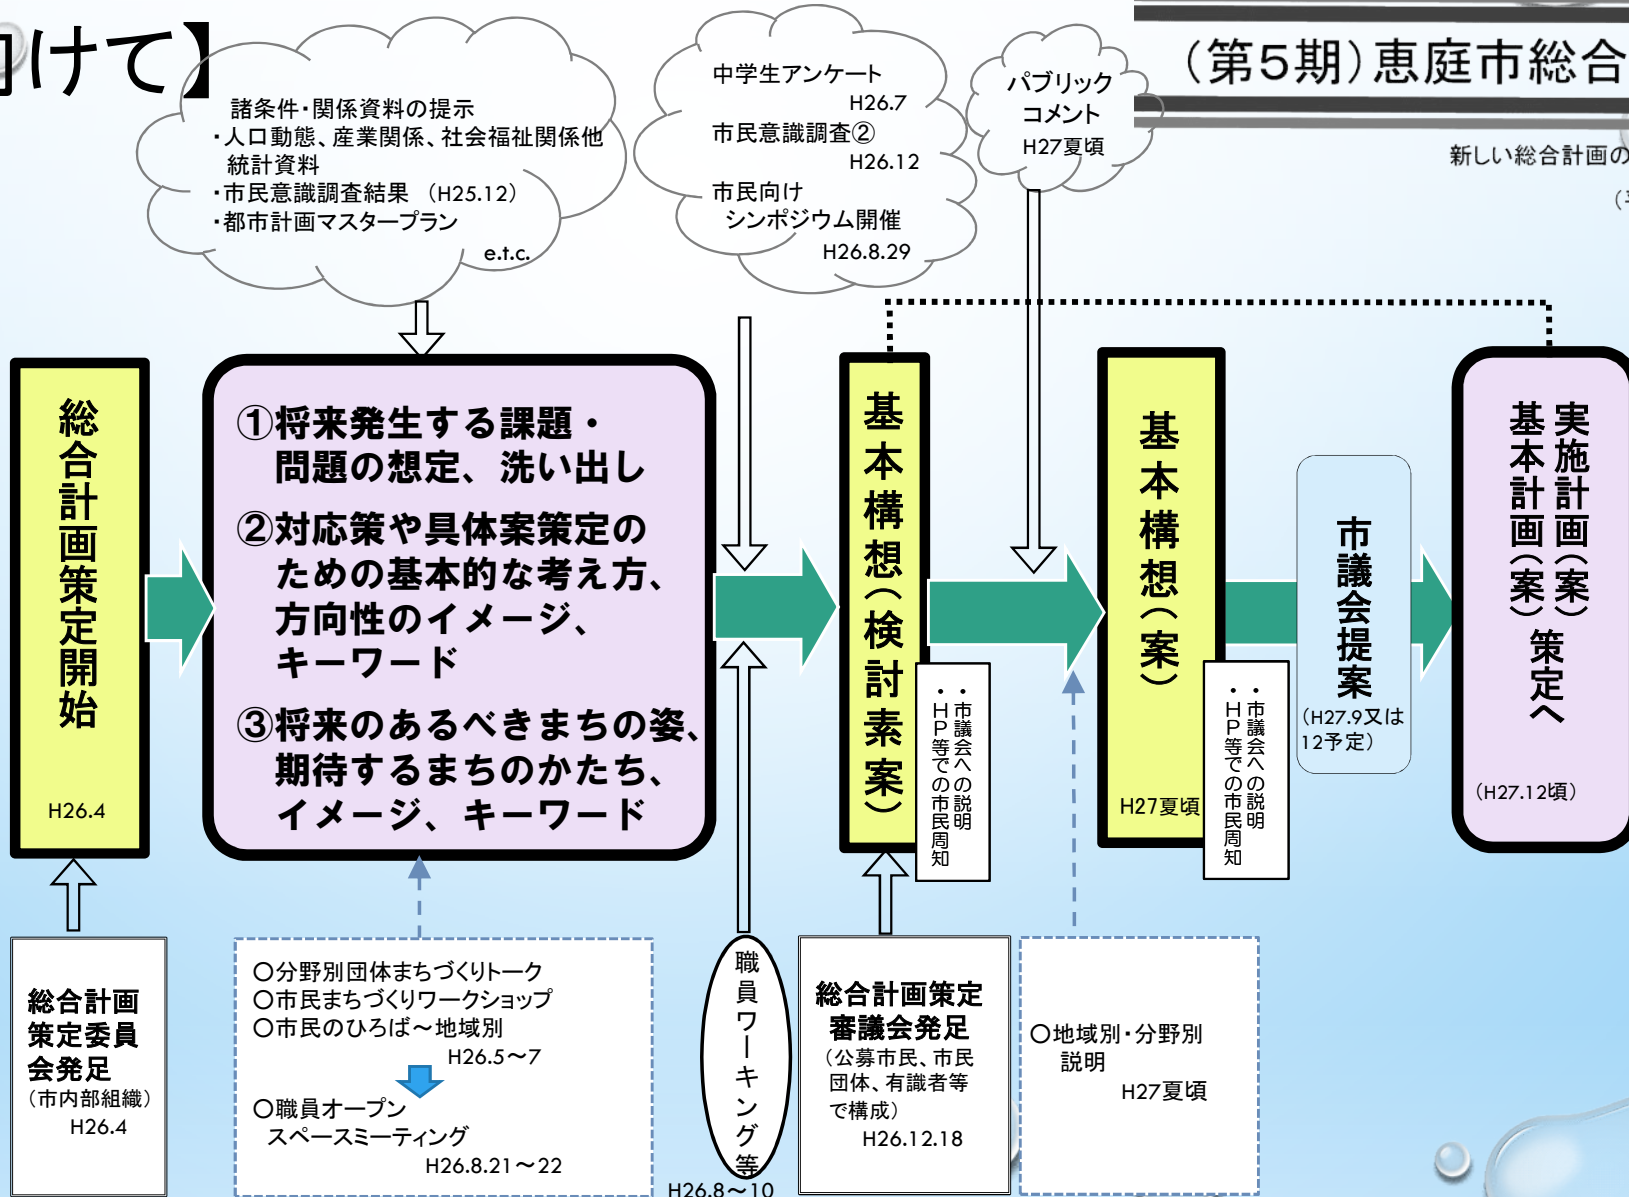 けて】
(第5期)恵庭市総合
新しい総合計画の
諸条件・関係資料の提示
・人口動態、産業関係、社会福祉関係他
統計資料
・市民意識調査結果 (H25.12)
・都市計画マスタープラン
e.t.c.
中学生アンケート
H26.7
市民意識調査②
H26.12
市民向け
シンポジウム開催
H26.8.29
パブリック
コメント
H27夏頃
総合計画策定開始
H26.4
①将来発生する課題・
問題の想定、洗い出し
②対応策や具体案策定の
ための基本的な考え方、
方向性のイメージ、
キーワード
③将来のあるべきまちの姿、
期待するまちのかたち、
イメージ、キーワード
基本構想(検討素案)
・市議会への説明
・HP等での市民周知
基本構想(案)
H27夏頃
・市議会への説明
・HP等での市民周知
市議会提案
(H27.9又は
12予定)
実施計画(案)
基本計画(案)
策定へ
(H27.12頃)
総合計画
策定委員
会発足
(市内部組織)
H26.4
○分野別団体まちづくりトーク
○市民まちづくりワークショップ
○市民のひろば～地域別
H26.5～7
○職員オープン
スペースミーティング
H26.8.21～22
職員ワーキング等
H26.8～10
総合計画策定
審議会発足
(公募市民、市民
団体、有識者等
で構成)
H26.12.18
○地域別・分野別
説明
H27夏頃